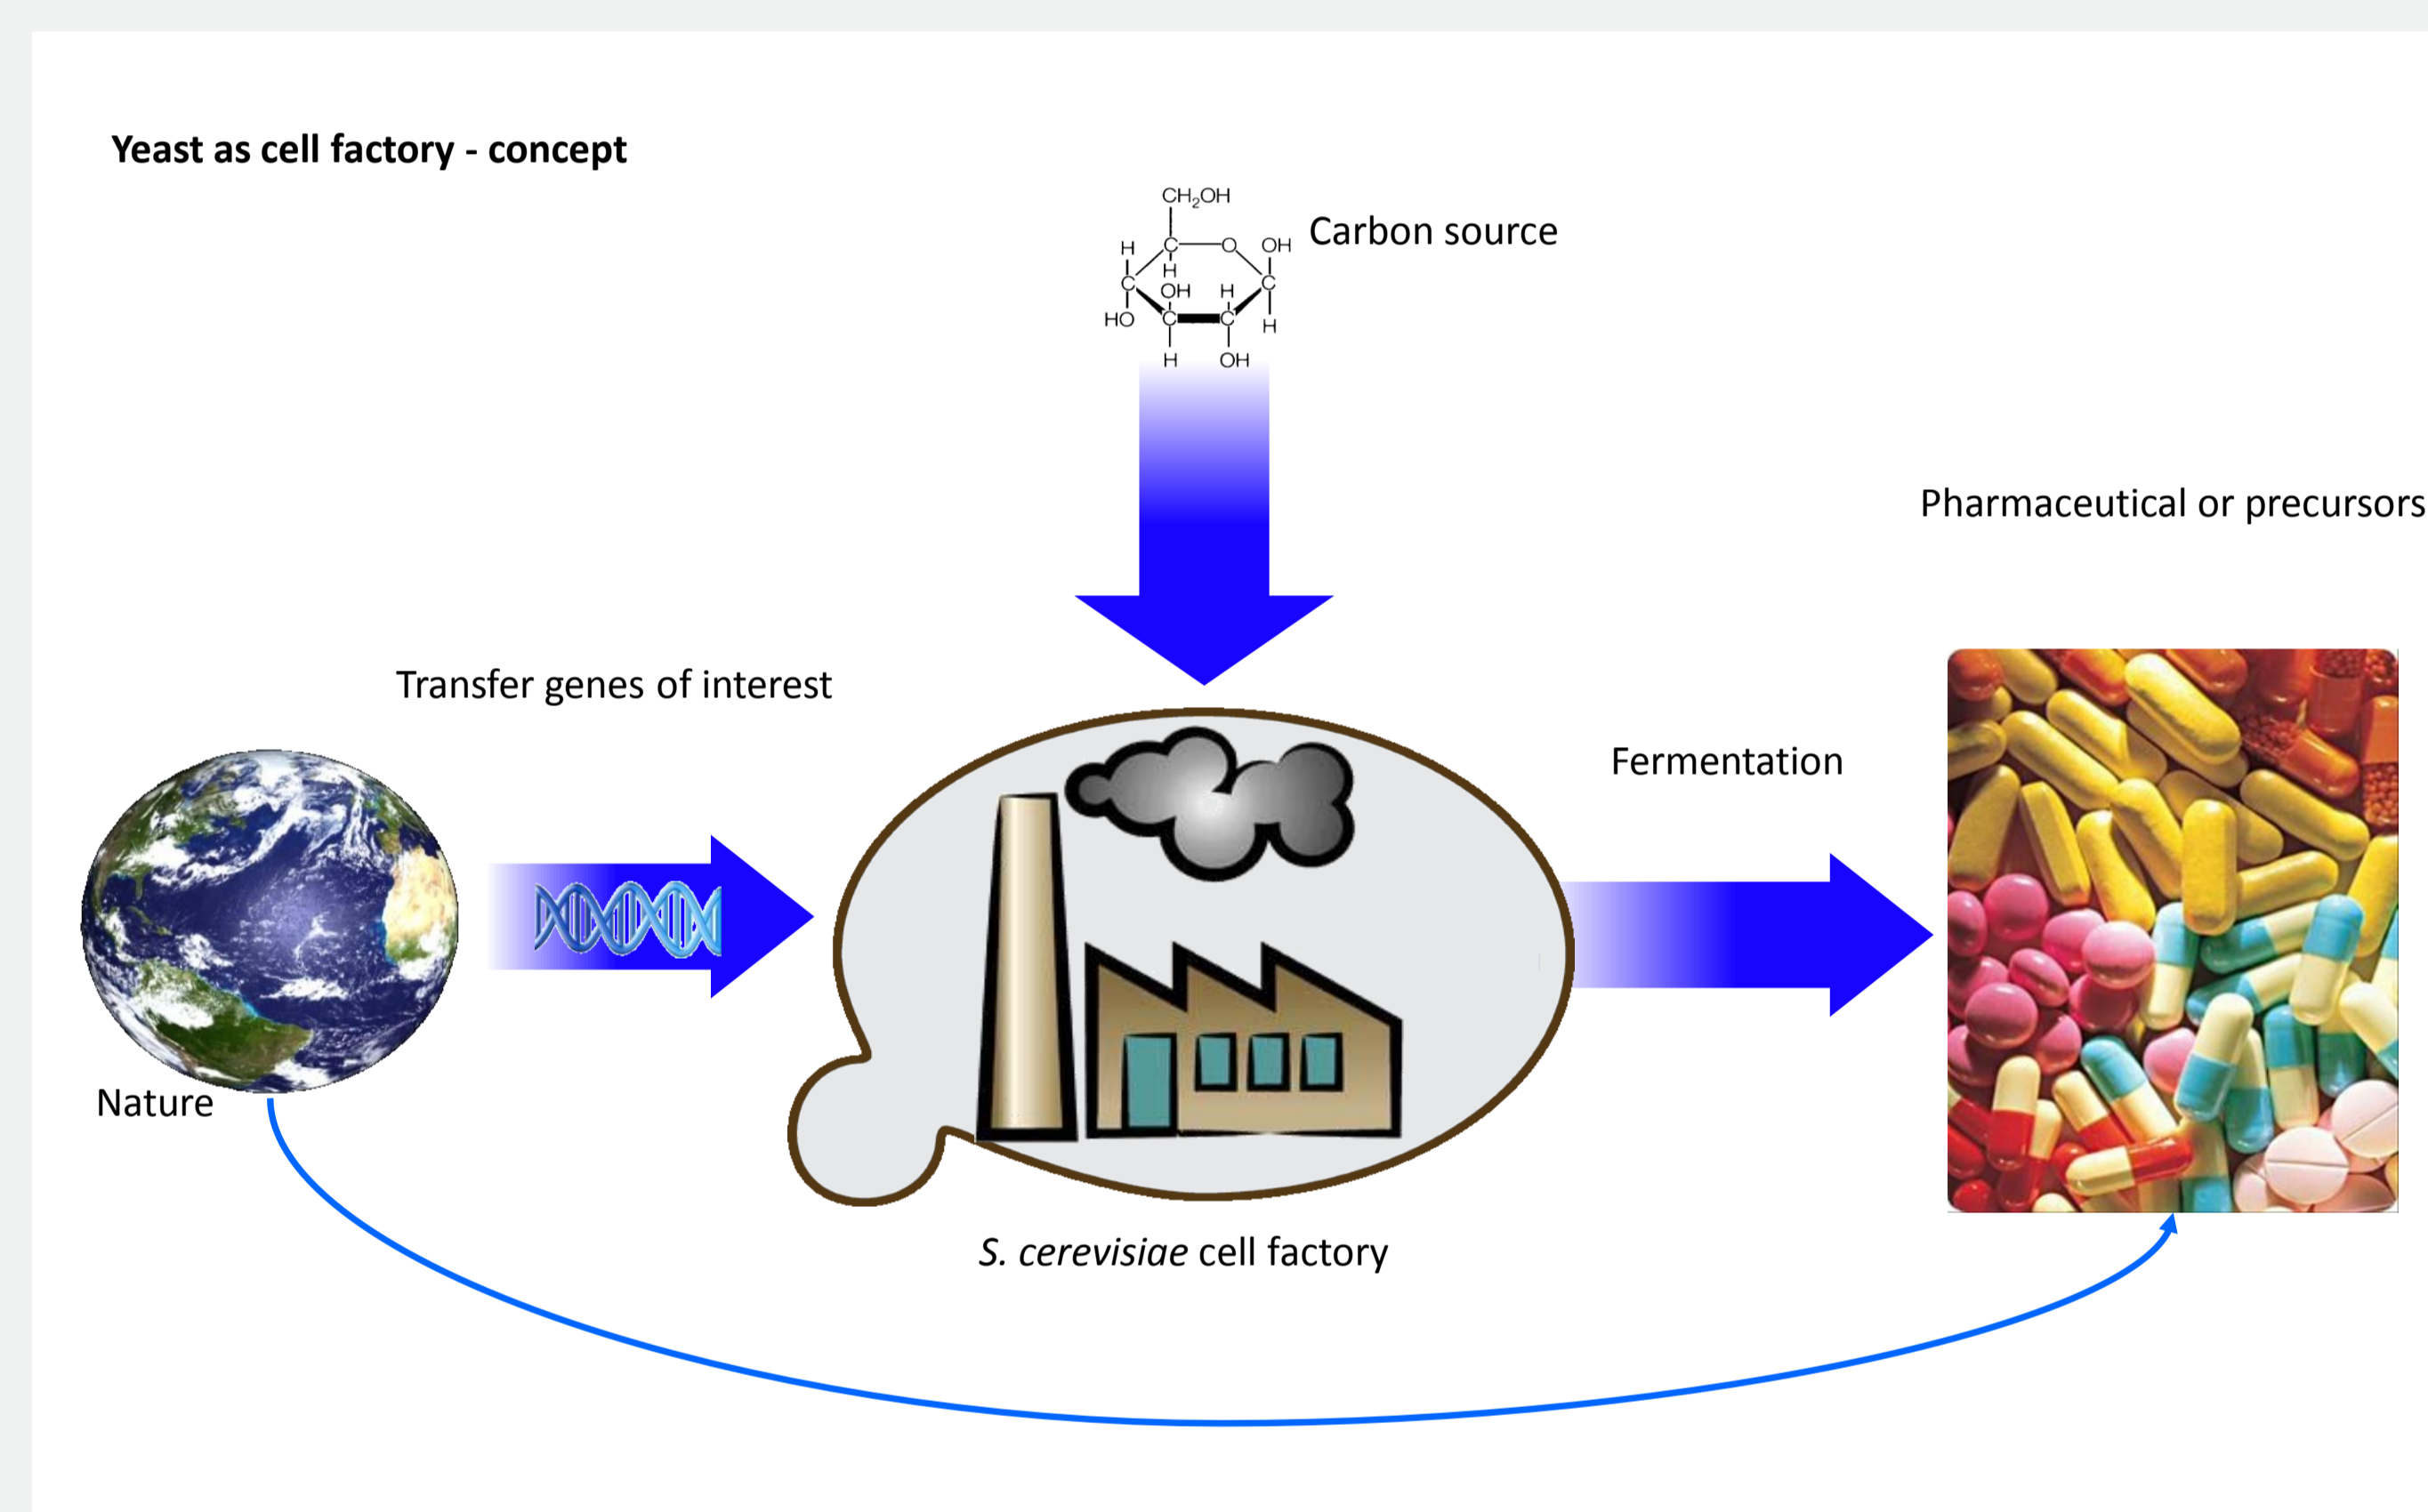 Yeast as cell factory - concept
CH₂OH
Carbon source
H C O OH
H
C OH H C
HO C C H
H OH
Pharmaceutical or precursors
Transfer genes of interest
Fermentation
Nature
S. cerevisiae cell factory